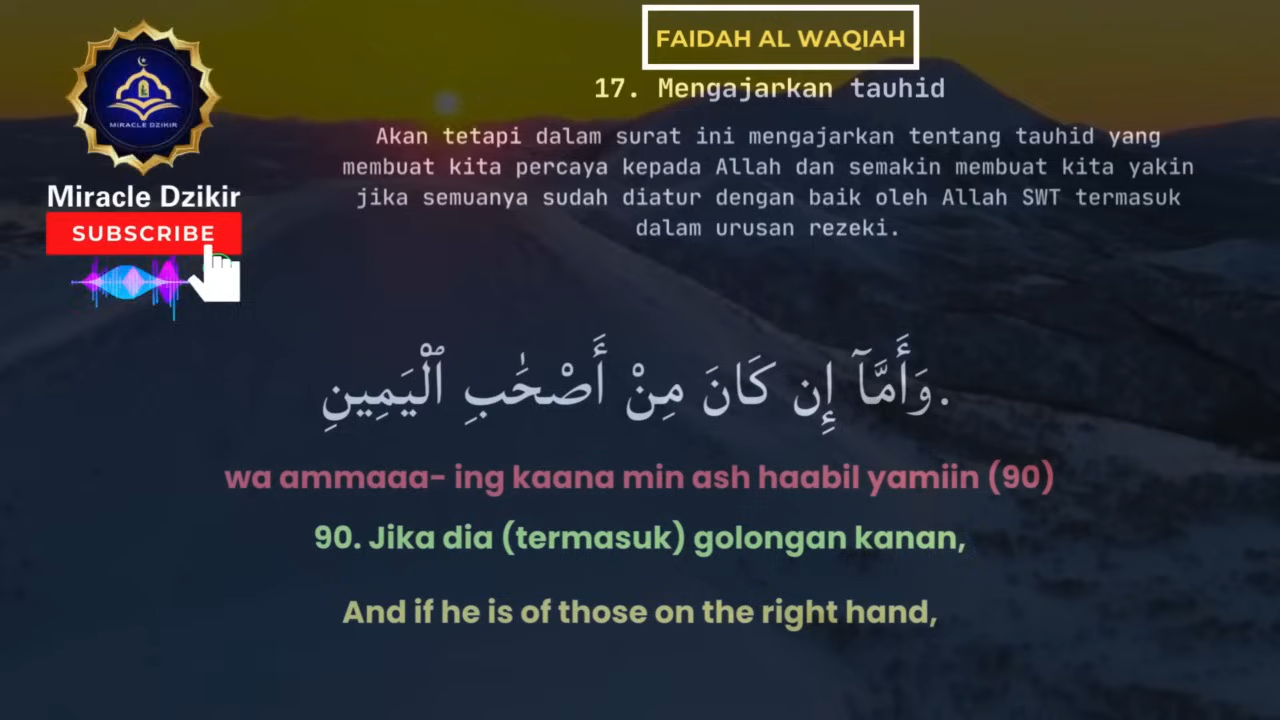 FAIDAH AL WAQIAH
17. Mengajarkan tauhid
Akan tetapi dalam surat ini mengajarkan tentang tauhid yang
membuat kita percaya kepada Allah dan semakin membuat kita yakin
jika semuanya sudah diatur dengan baik oleh Allah SWT termasuk
dalam urusan rezeki.
MIRACLE DZIKIR
Miracle Dzikir
SUBSCRIBE
وَأَمَّآ إِن كَانَ مِنْ أَصْحَٰبِ ٱلْيَمِينِ.
wa ammaaa- ing kaana min ash haabil yamiin (90)
90. Jika dia (termasuk) golongan kanan,
And if he is of those on the right hand,